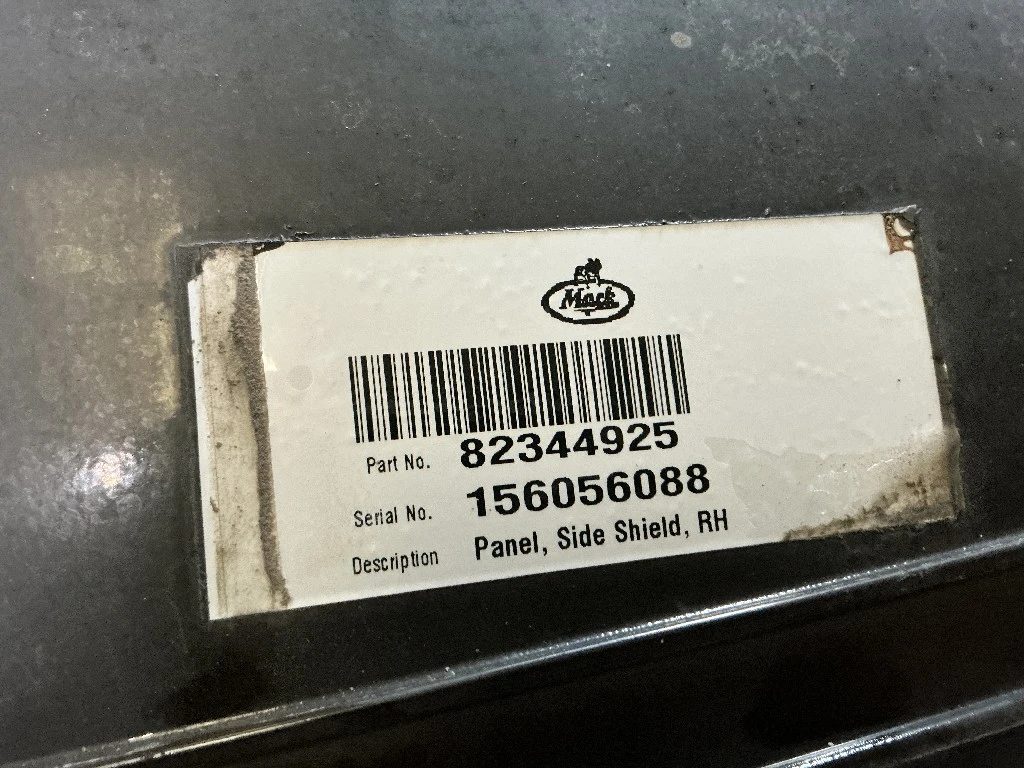 Mack
Part No. 82344925
Serial No. 156056088
Description Panel, Side Shield, RH